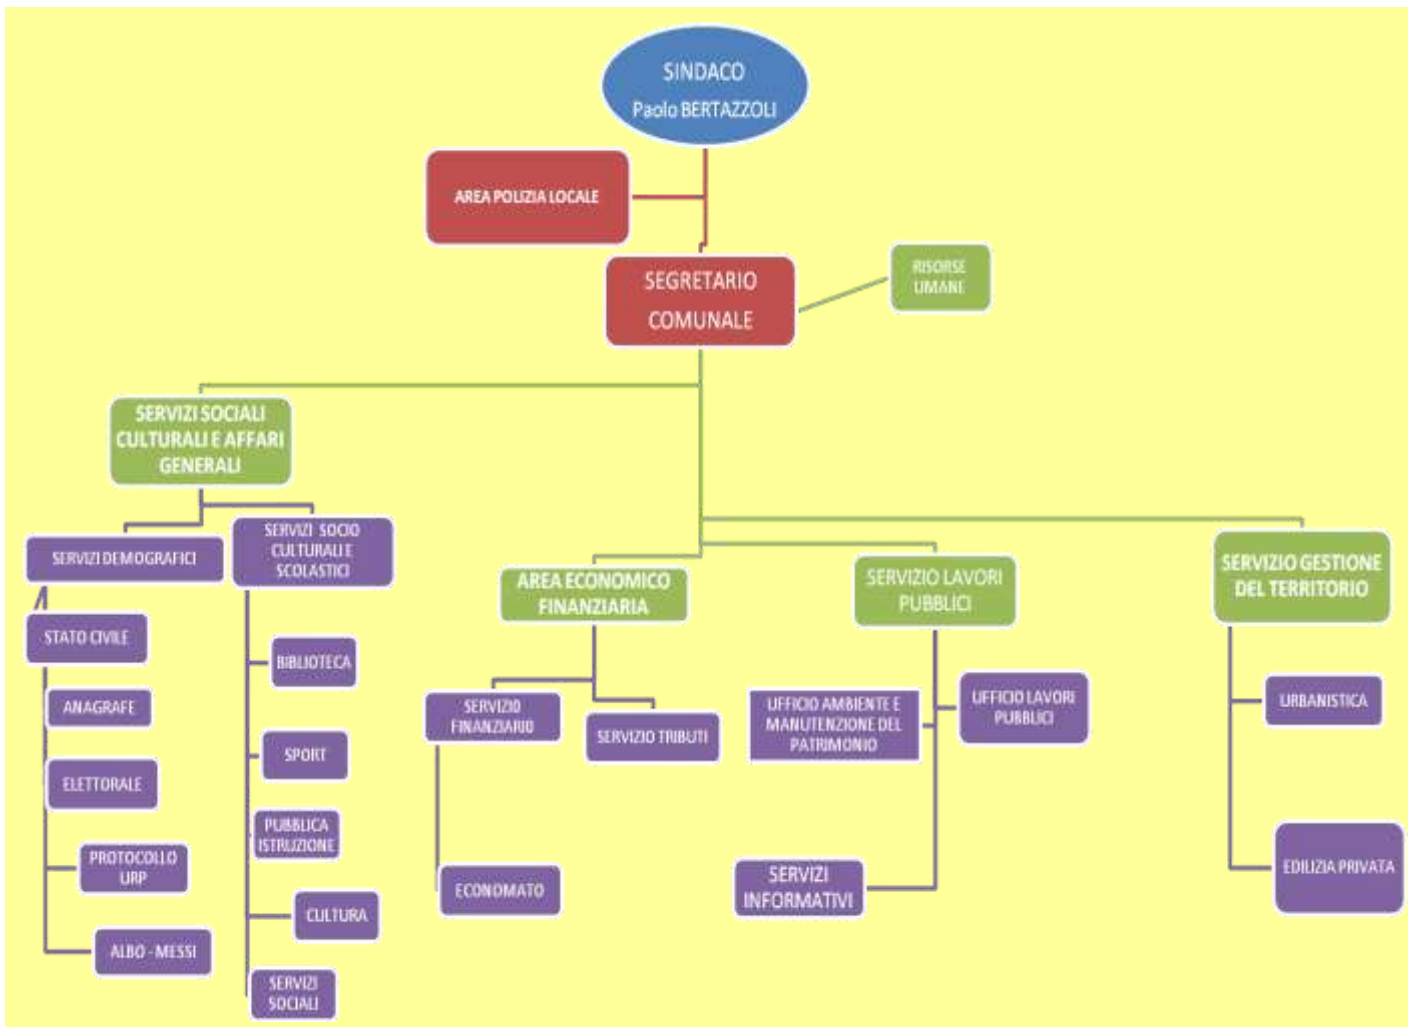 SINDACO
Paolo BERTAZZOLI
AREA POLIZIA LOCALE
SEGRETARIO
COMUNALE
RISORSE
UMANE
SERVIZI SOCIALI
CULTURALI E AFFARI
GENERALI
SERVIZI DEMOGRAFICI
SERVIZI SOCIO
CULTURALI E
SCOLASTICI
STATO CIVILE
ANAGRAFE
ELETTORALE
PROTOCOLLO
URP
ALBO - MESSI
BIBLIOTECA
SPORT
PUBBLICA
ISTRUZIONE
CULTURA
SERVIZI
SOCIALI
AREA ECONOMICO
FINANZIARIA
SERVIZIO
FINANZIARIO
SERVIZIO TRIBUTI
ECONOMATO
SERVIZIO LAVORI
PUBBLICI
UFFICIO AMBIENTE E
MANUTENZIONE DEL
PATRIMONIO
UFFICIO LAVORI
PUBBLICI
SERVIZI
INFORMATIVI
SERVIZIO GESTIONE
DEL TERRITORIO
URBANISTICA
EDILIZIA PRIVATA